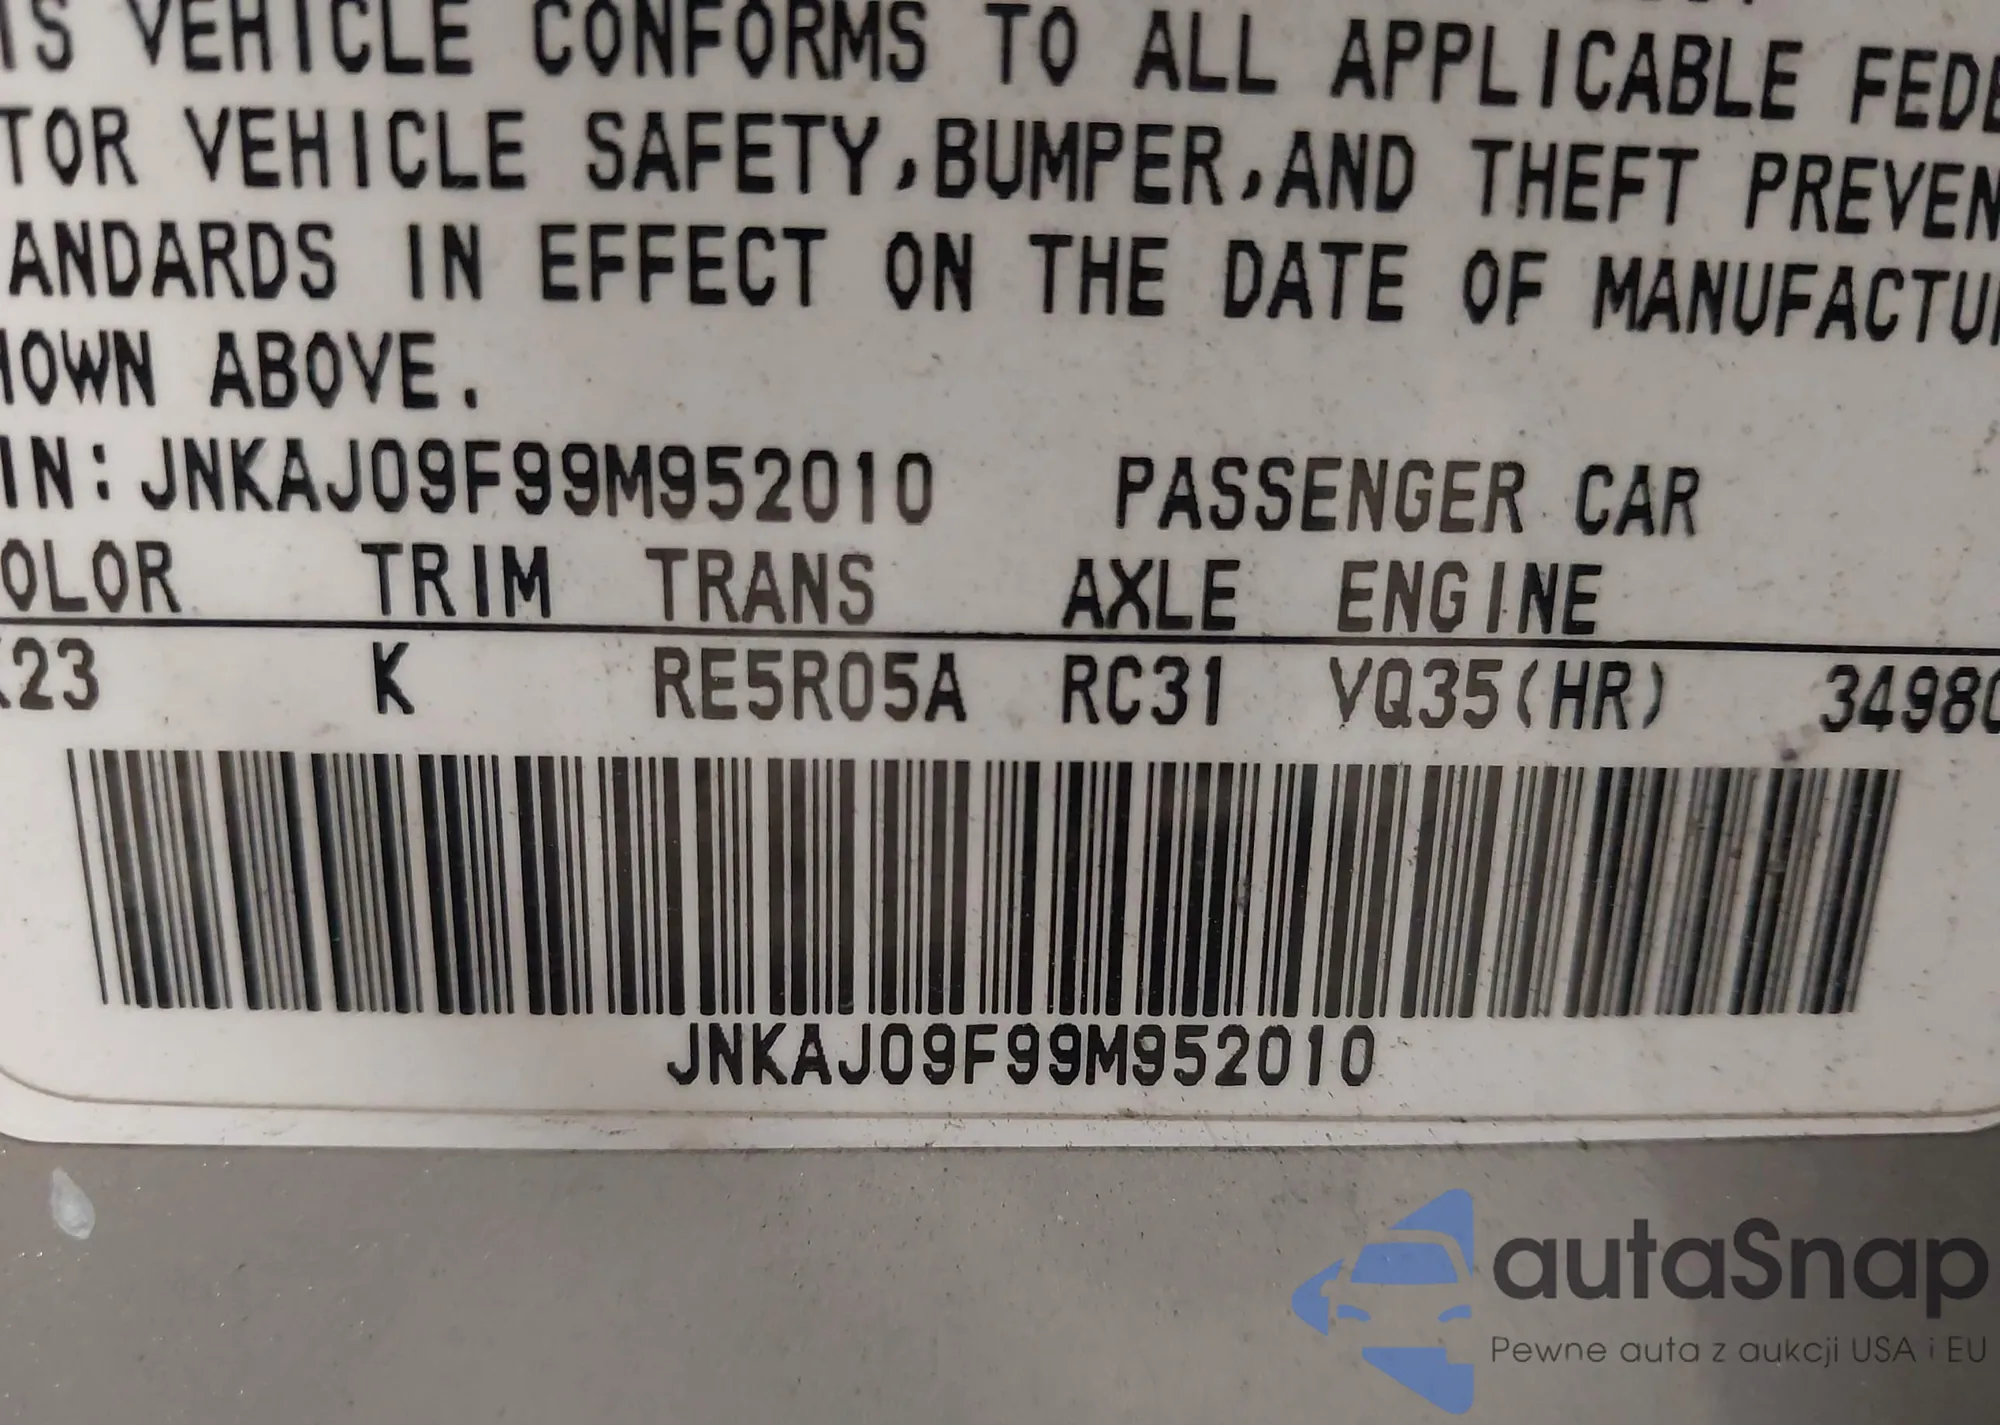 IS VEHICLE CONFORMS TO ALL APPLICABLE FEDE
TOR VEHICLE SAFETY,BUMPER,AND THEFT PREVEN
ANDARDS IN EFFECT ON THE DATE OF MANUFACTU
HOWN ABOVE.
IN:JNKAJ09F99M952010 PASSENGER CAR
OLOR TRIM TRANS AXLE ENGINE
K23 K RE5R05A RC31 VQ35(HR) 3498C
JNKAJ09F99M952010
autaSnap
Pewne auta z aukcji USA i EU